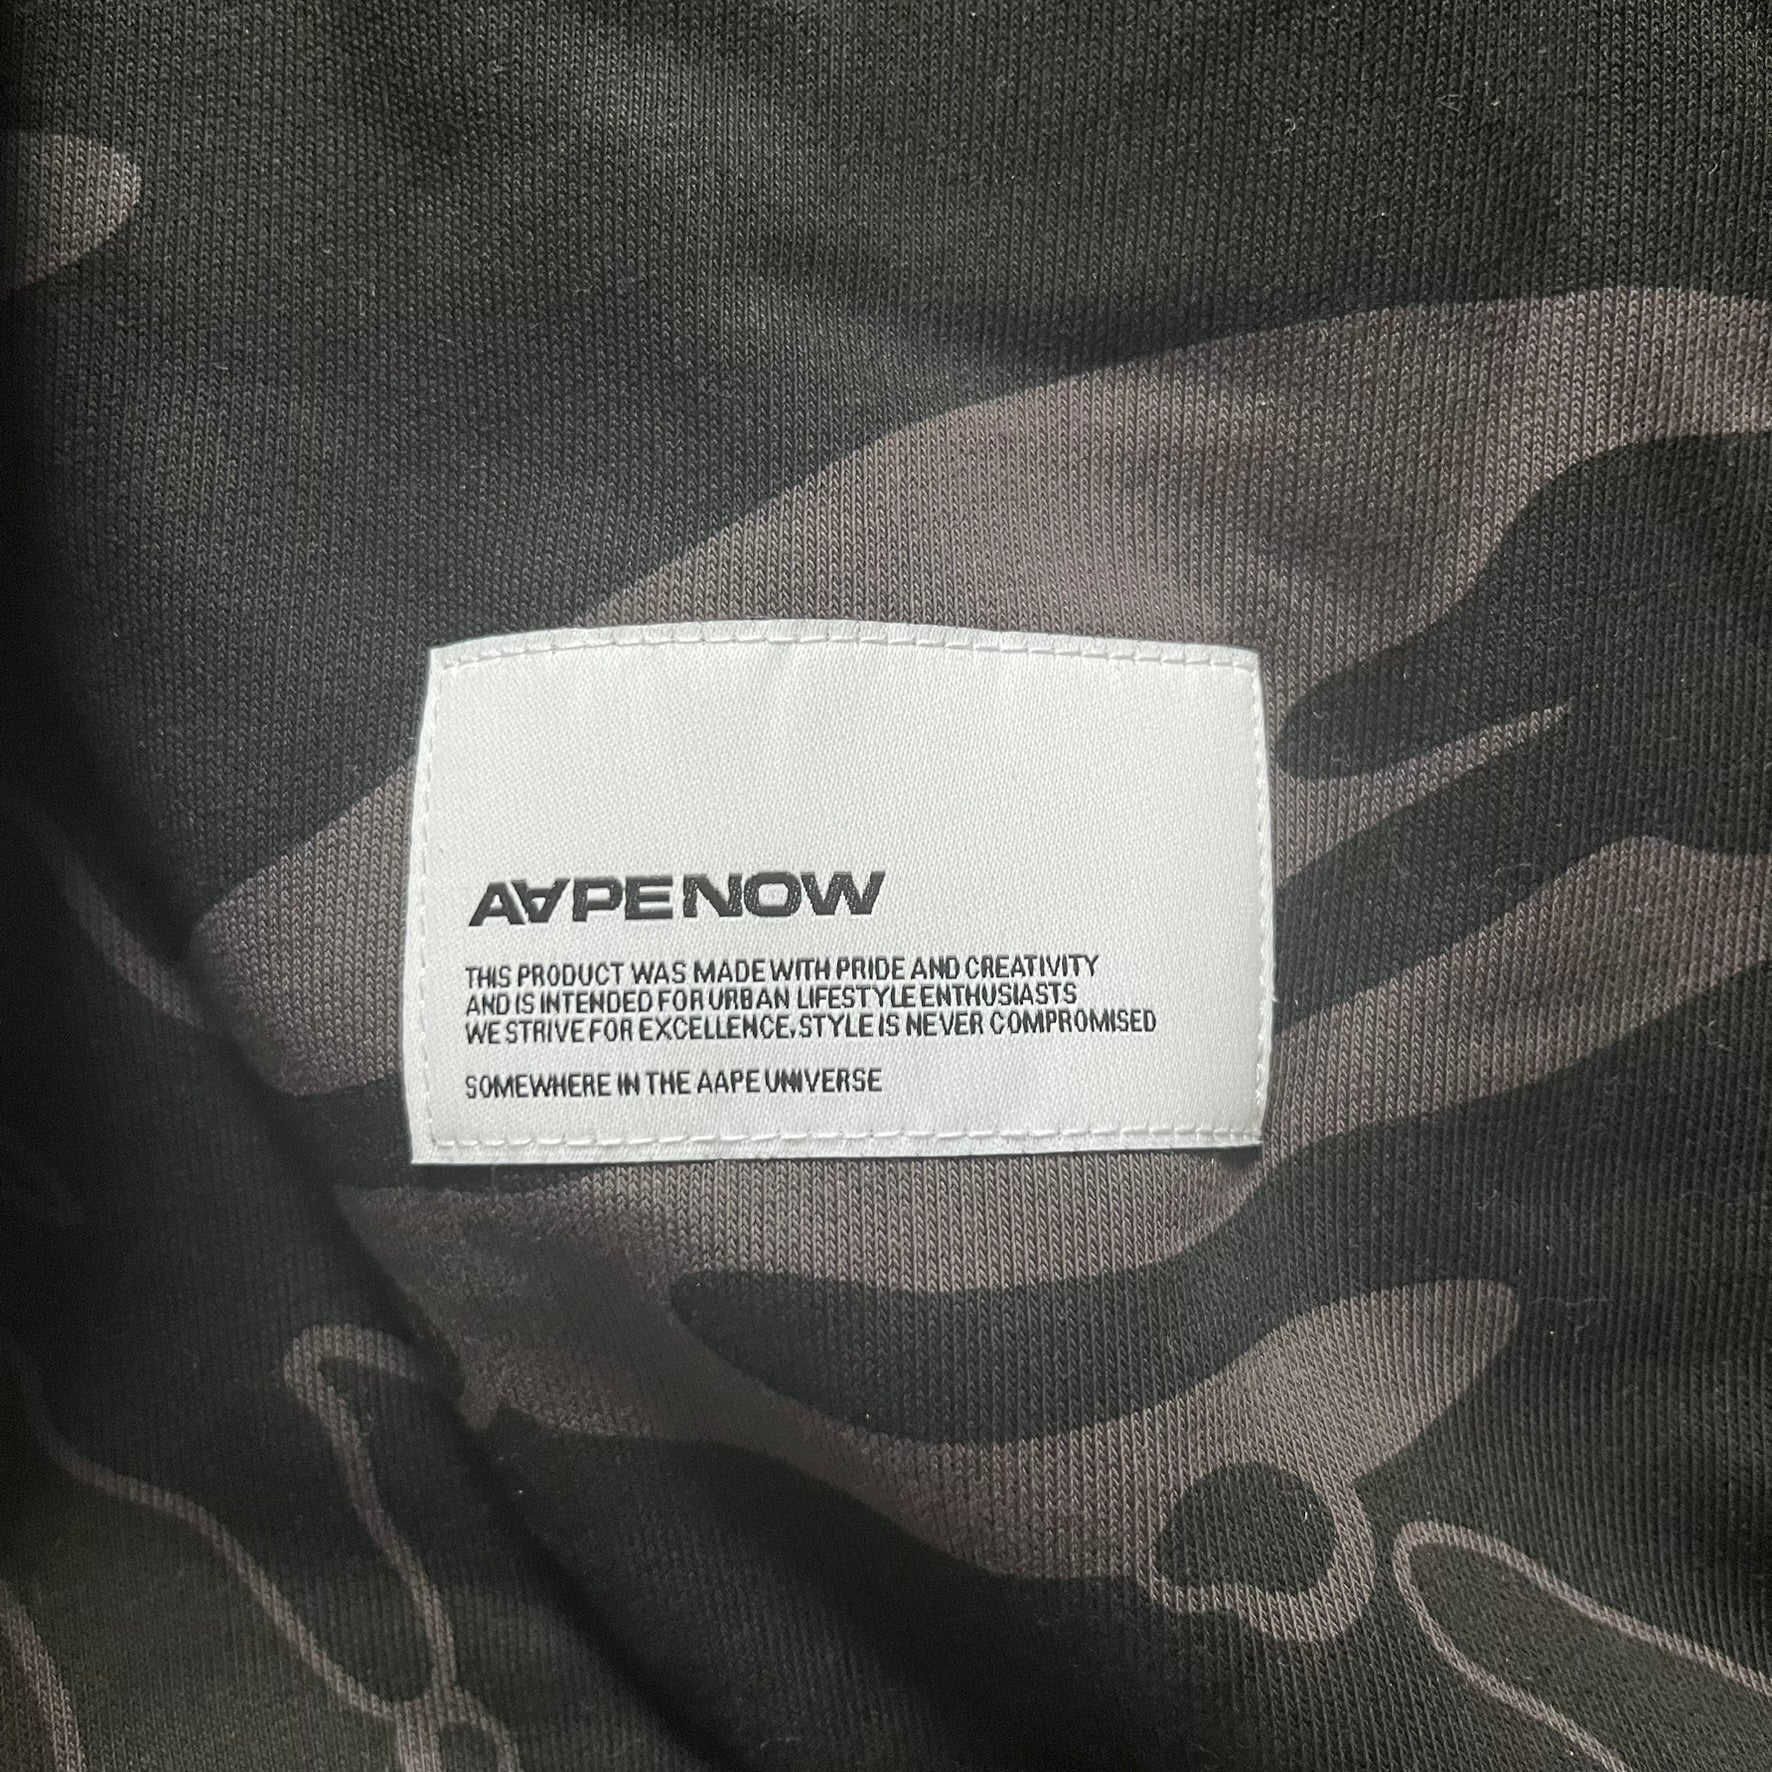 AAPE NOW
THIS PRODUCT WAS MADE WITH PRIDE AND CREATIVITY
AND IS INTENDED FOR URBAN LIFESTYLE ENTHUSIASTS
WE STRIVE FOR EXCELLENCE, STYLE IS NEVER COMPROMISED
SOMEWHERE IN THE AAPE UNIVERSE